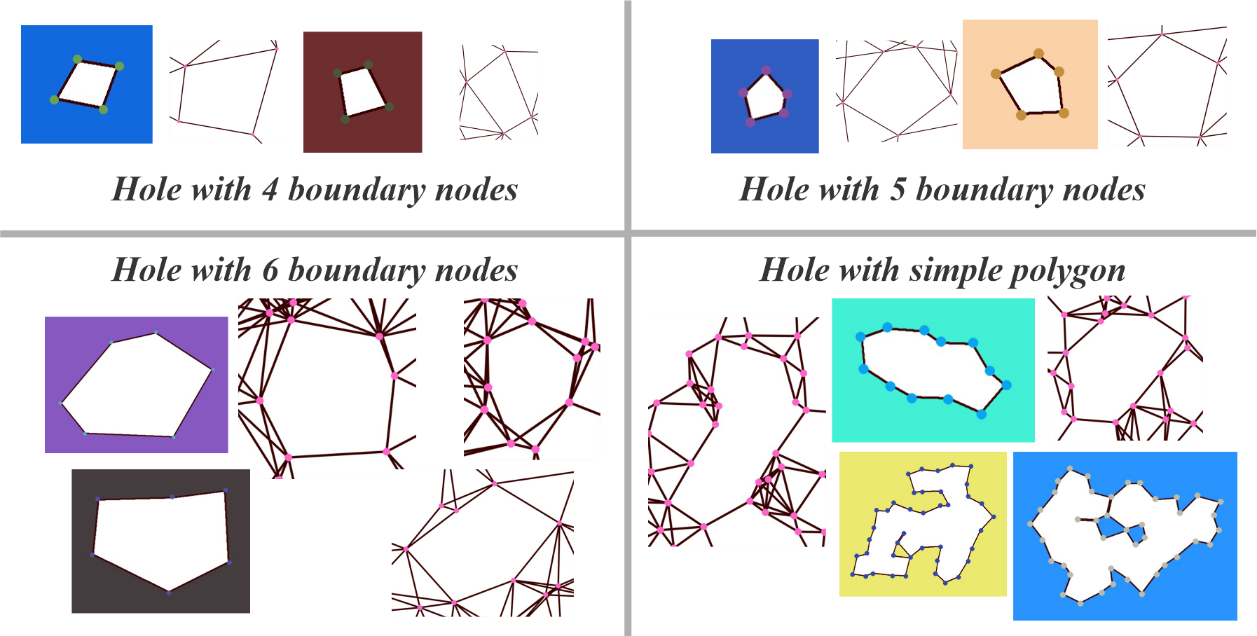 Hole with 4 boundary nodes
Hole with 5 boundary nodes
Hole with 6 boundary nodes
Hole with simple polygon